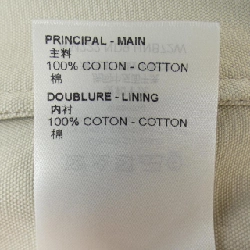 PRINCIPAL - MAIN
主料
100% COTON - COTTON
棉
DOUBLURE - LINING
内衬
100% COTON - COTTON
棉